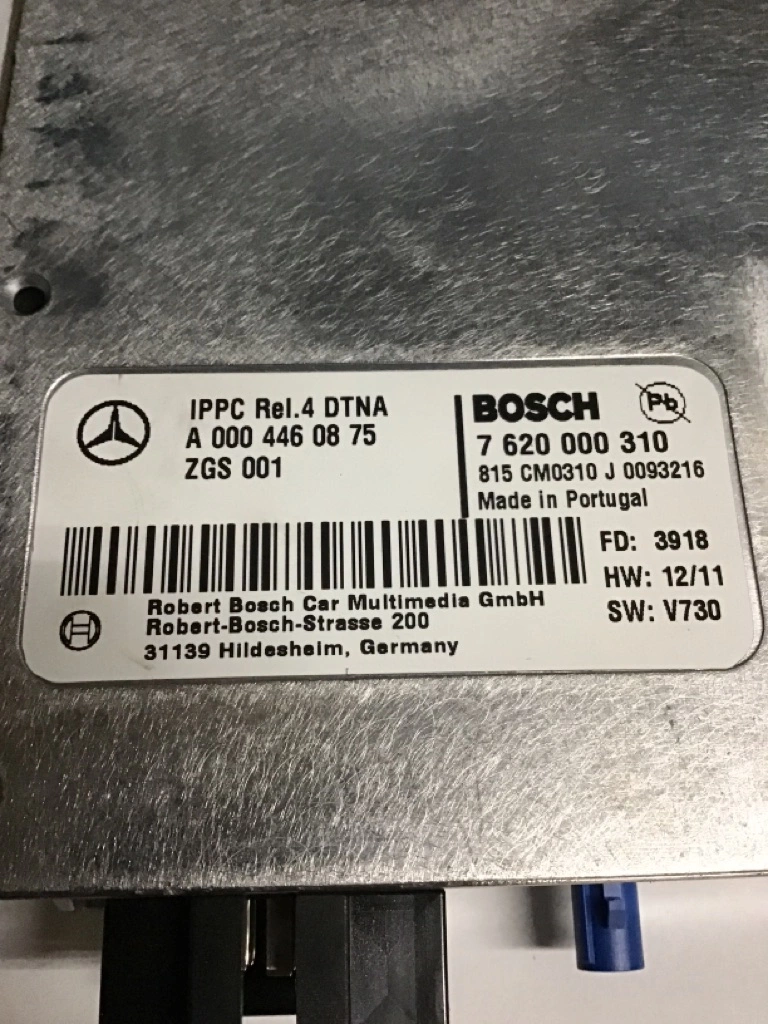 IPPC Rel.4 DTNA
A 000 446 08 75
ZGS 001
BOSCH
Pb
7 620 000 310
815 CM0310 J 0093216
Made in Portugal
FD: 3918
HW: 12/11
SW: V730
Robert Bosch Car Multimedia GmbH
Robert-Bosch-Strasse 200
31139 Hildesheim, Germany